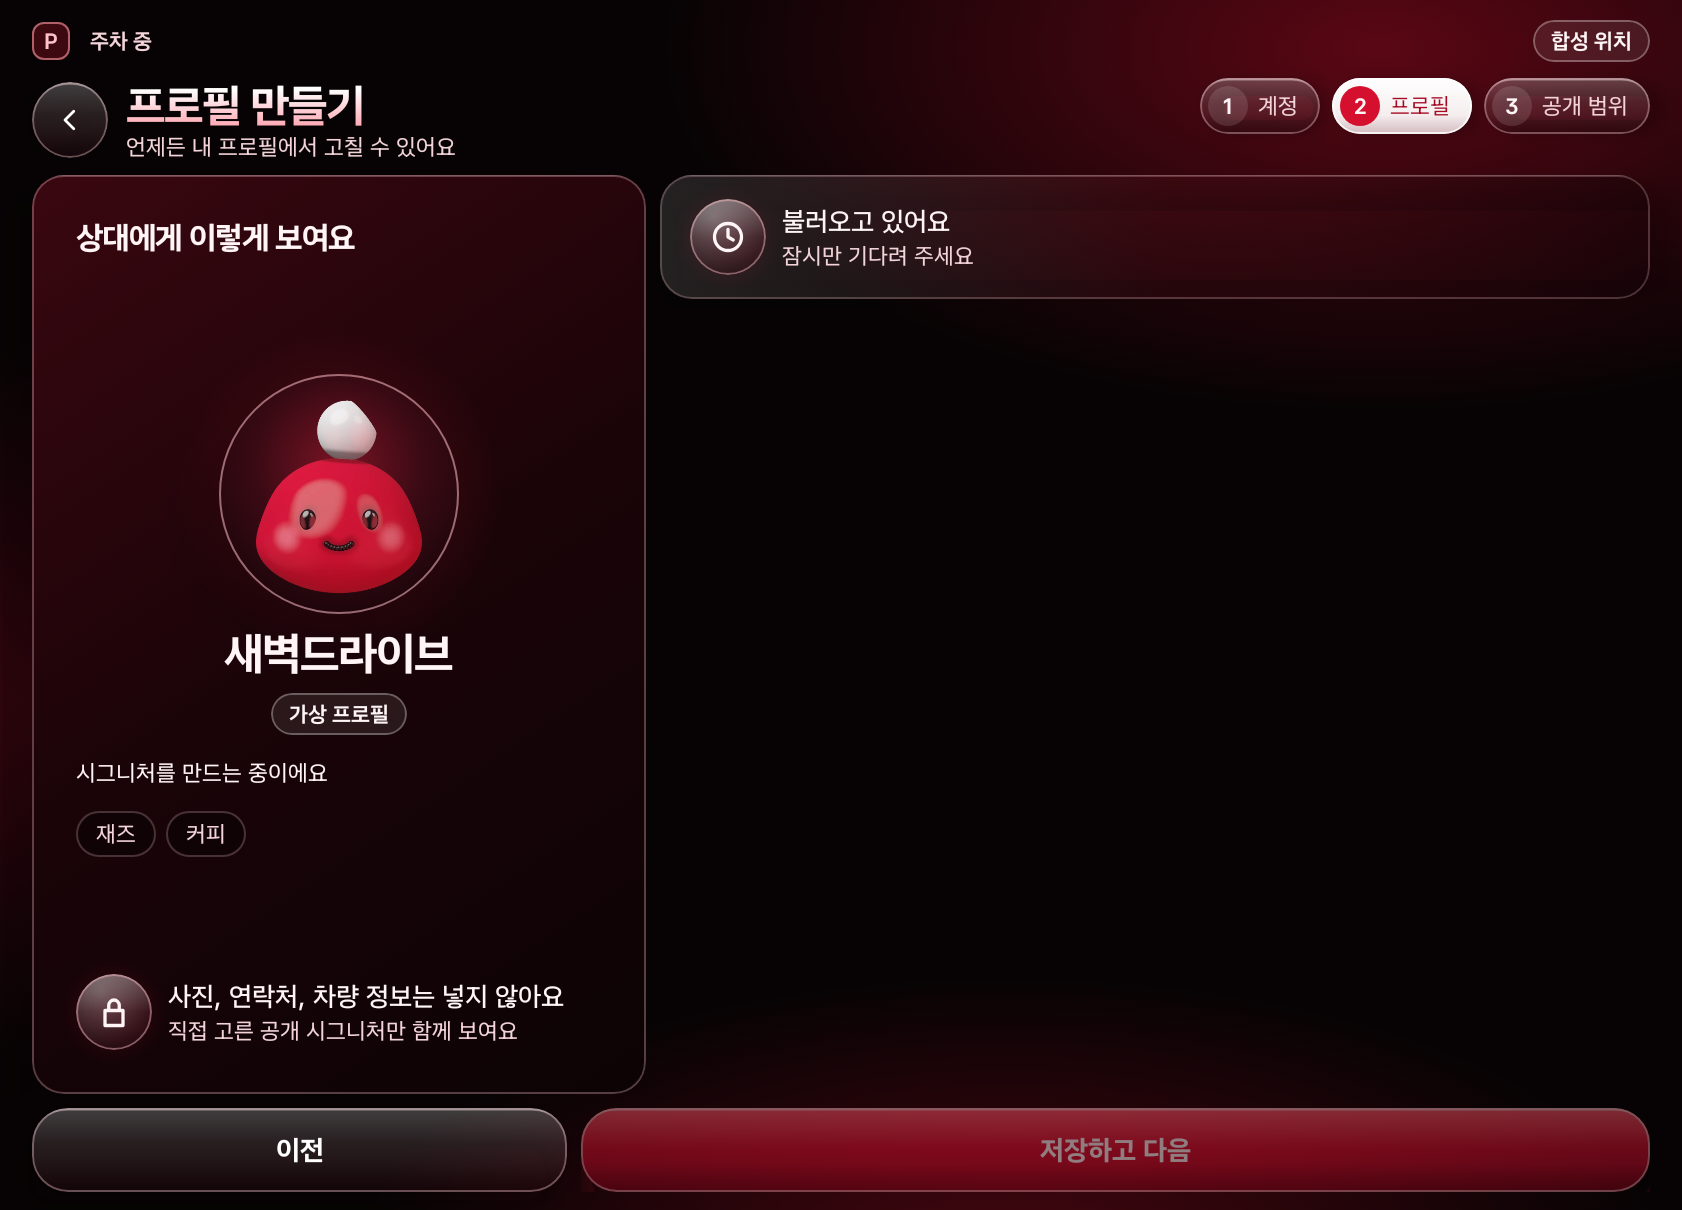 P 주차 중
합성 위치
프로필 만들기
언제든 내 프로필에서 고칠 수 있어요
1 계정
2 프로필
3 공개 범위
상대에게 이렇게 보여요
새벽드라이브
가상 프로필
시그니처를 만드는 중이에요
재즈
커피
사진, 연락처, 차량 정보는 넣지 않아요
직접 고른 공개 시그니처만 함께 보여요
불러오고 있어요
잠시만 기다려 주세요
이전
저장하고 다음